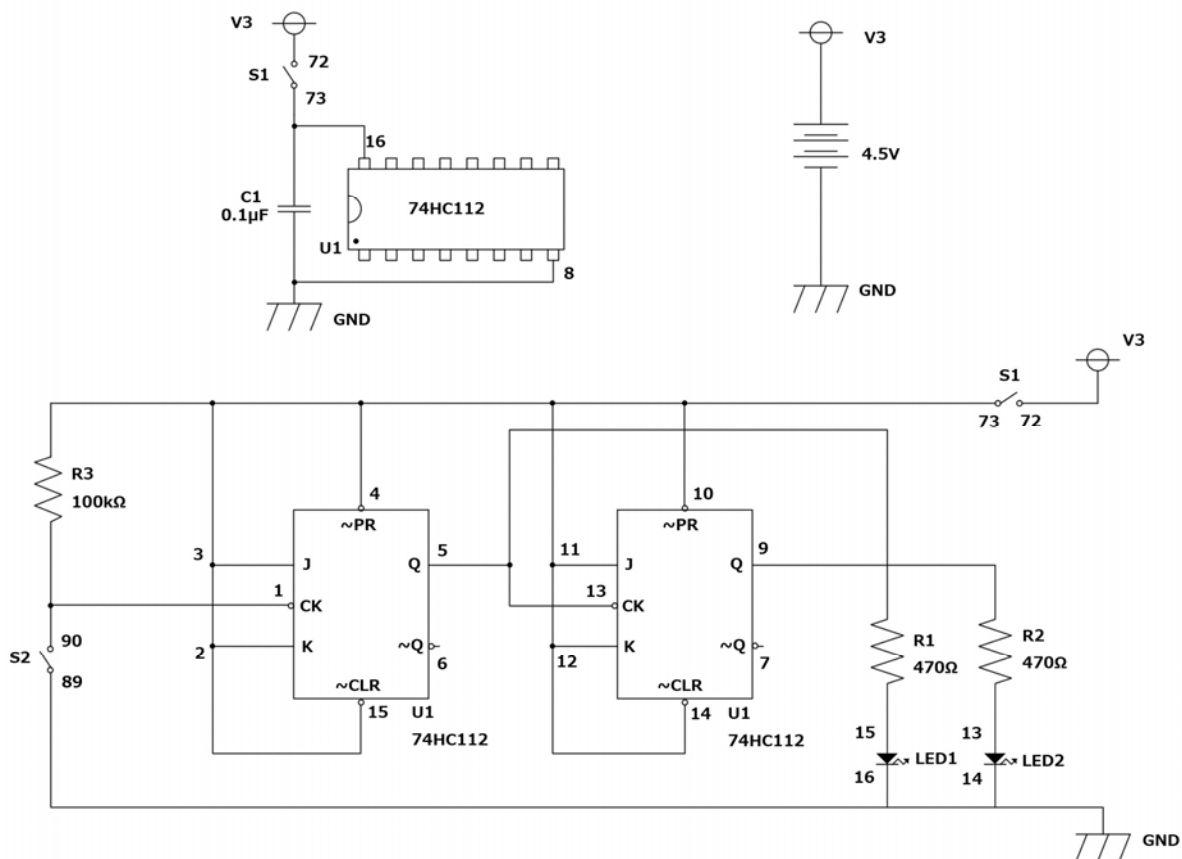 V3
72
S1
73
16
C1
0.1μF
74HC112
U1
8
GND
V3
4.5V
GND
V3
S1
73
72
R3
100kΩ
4
~PR
3
J
Q
5
1
CK
2
K
~Q
6
~CLR
15
U1
74HC112
10
~PR
11
J
Q
9
13
CK
12
K
~Q
7
~CLR
14
U1
74HC112
90
S2
89
R1
470Ω
R2
470Ω
15
LED1
16
13
LED2
14
GND